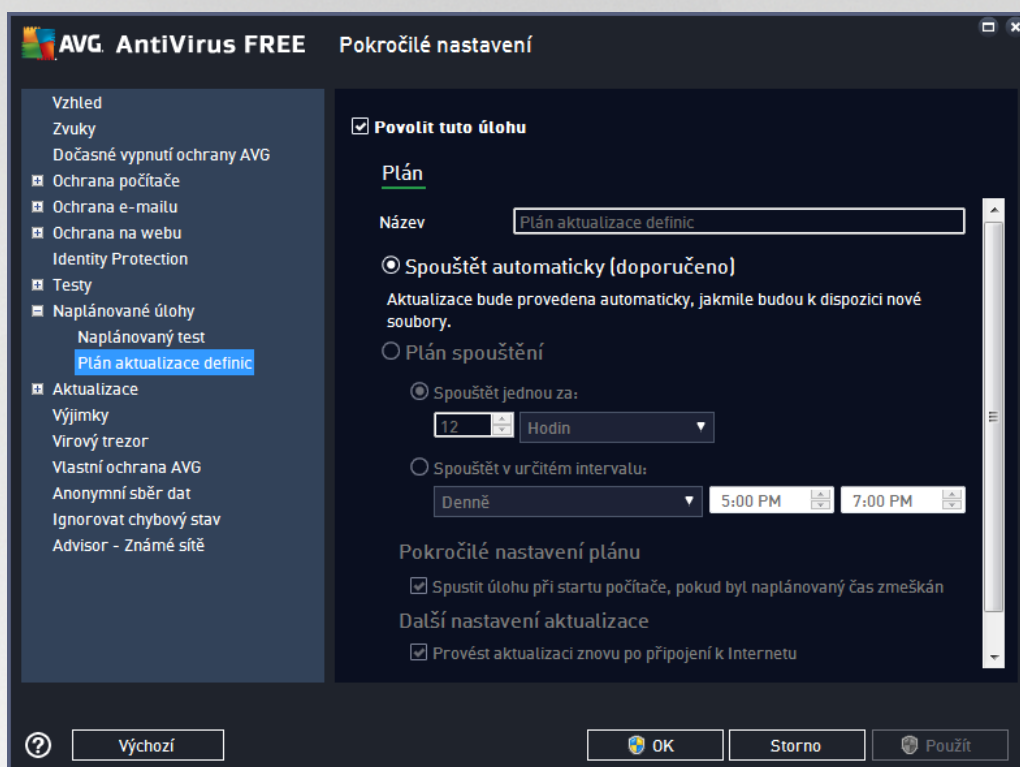 AVG. AntiVirus FREE
Pokročilé nastavení
Vzhled
Zvuky
Dočasné vypnutí ochrany AVG
Ochrana počítače
Ochrana e-mailu
Ochrana na webu
Identity Protection
Testy
Naplánované úlohy
Naplánovaný test
Plán aktualizace definic
Aktualizace
Výjimky
Virový trezor
Vlastní ochrana AVG
Anonymní sběr dat
Ignorovat chybový stav
Advisor - Známé sítě
Povolit tuto úlohu
Plán
Název
Plán aktualizace definic
Spouštět automaticky (doporučeno)
Aktualizace bude provedena automaticky, jakmile budou k dispozici nové
soubory.
Plán spouštění
Spouštět jednou za:
12 Hodin
Spouštět v určitém intervalu:
Denně 5:00 PM 7:00 PM
Pokročilé nastavení plánu
Spustit úlohu při startu počítače, pokud byl naplánovaný čas zmeškán
Další nastavení aktualizace
Provést aktualizaci znovu po připojení k Internetu
Výchozí
OK
Storno
Použít